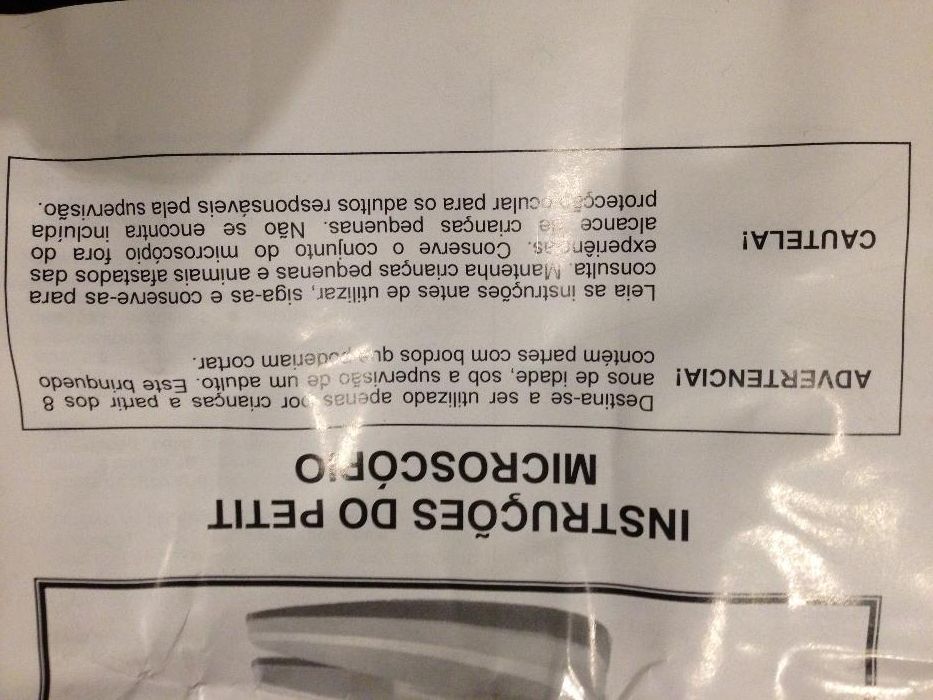 INSTRUÇÕES DO PETIT
MICROSCÓPIO
ADVERTENCIA!
Destina-se a ser utilizado apenas por crianças a partir dos 8
anos de idade, sob a supervisão de um adulto. Este brinquedo
contém partes com bordos que poderiam cortar.
CAUTELA!
Leia as instruções antes de utilizar, siga-as e conserve-as para
consulta. Mantenha crianças pequenas e animais afastados das
experiências. Conserve o conjunto do microscópio fora do
alcance de crianças pequenas. Não se encontra incluída
protecção ocular para os adultos responsáveis pela supervisão.